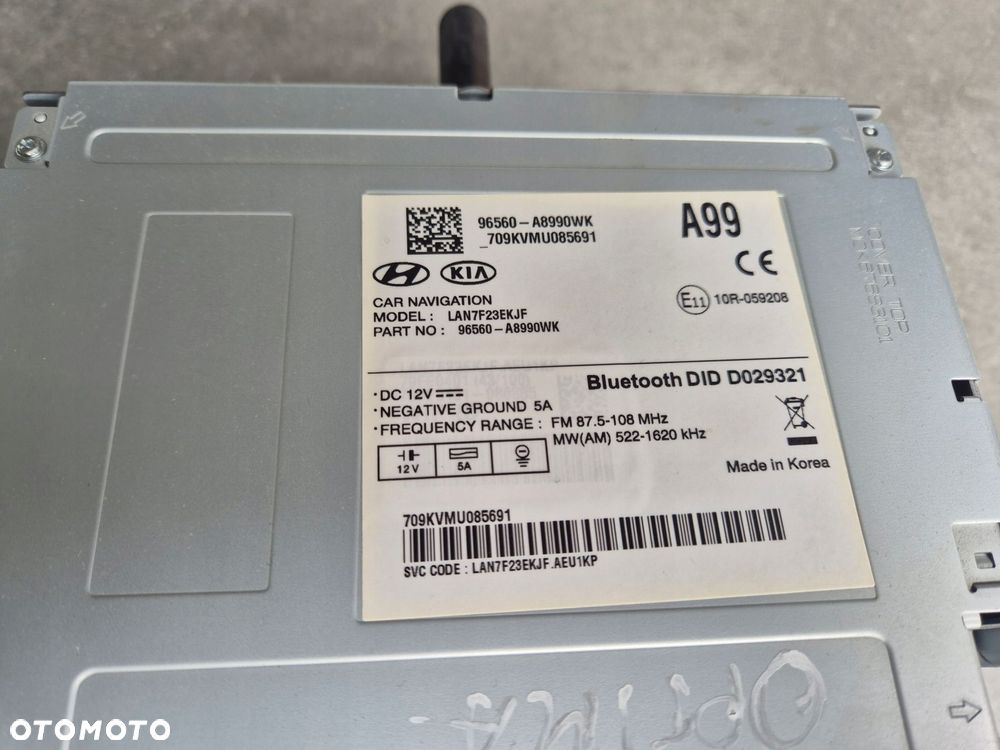 96560-A8990WK
_709KVMU085691
A99
KIA
CE
E11 10R-059208
CAR NAVIGATION
MODEL : LAN7F23EKJF
PART NO : 96560-A8990WK
Bluetooth DID D029321
·DC 12V
·NEGATIVE GROUND 5A
·FREQUENCY RANGE : FM 87.5-108 MHz
MW(AM) 522-1620 kHz
12V 5A
Made in Korea
709KVMU085691
SVC CODE : LAN7F23EKJF.AEU1KP
COVER TOP
OPTIMA
OTOMOTO